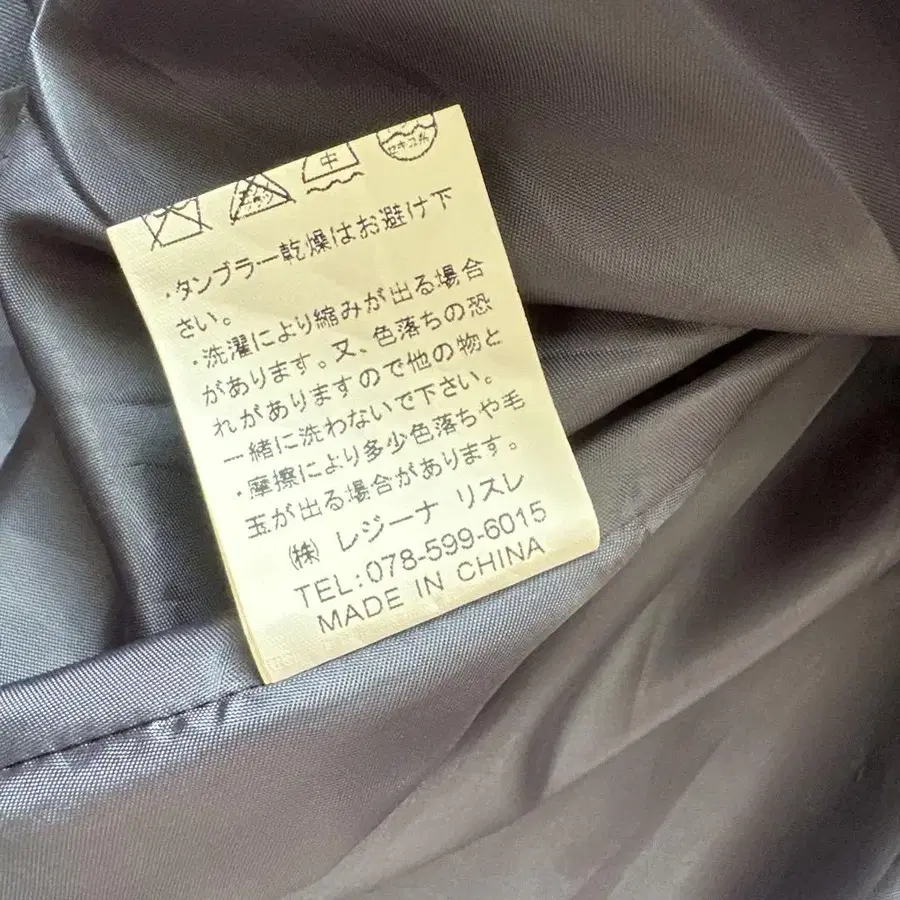 中
セキユ系
・タンブラー乾燥はお避け下
さい。
・洗濯により縮みが出る場合
があります。又、色落ちの恐
れがありますので他の物と
一緒に洗わないで下さい。
・摩擦により多少色落ちや毛
玉が出る場合があります。
㈱ レジーナ リスレ
TEL:078-599-6015
MADE IN CHINA